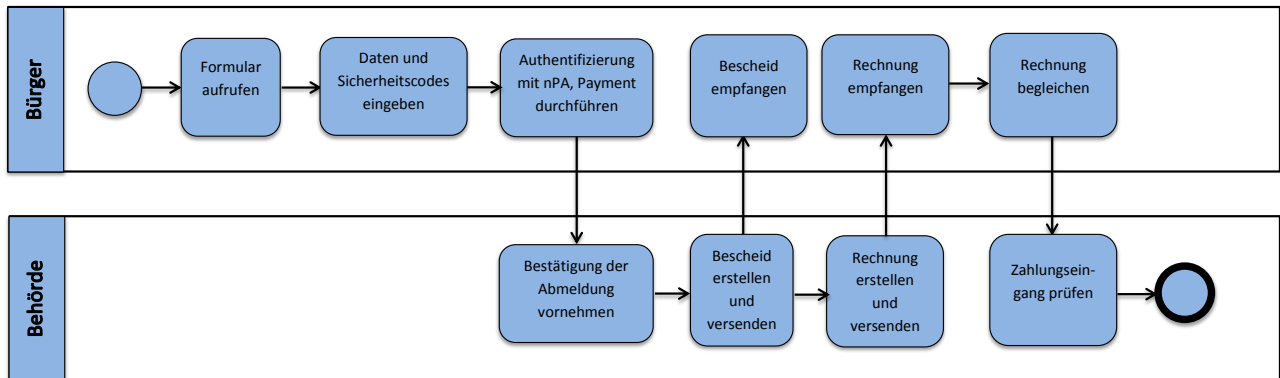 Bürger
Formular
aufrufen
Daten und
Sicherheitscodes
eingeben
Authentifizierung
mit nPA, Payment
durchführen
Bescheid
empfangen
Rechnung
empfangen
Rechnung
begleichen
Behörde
Bestätigung der
Abmeldung
vornehmen
Bescheid
erstellen
und
versenden
Rechnung
erstellen
und
versenden
Zahlungsein-
gang prüfen